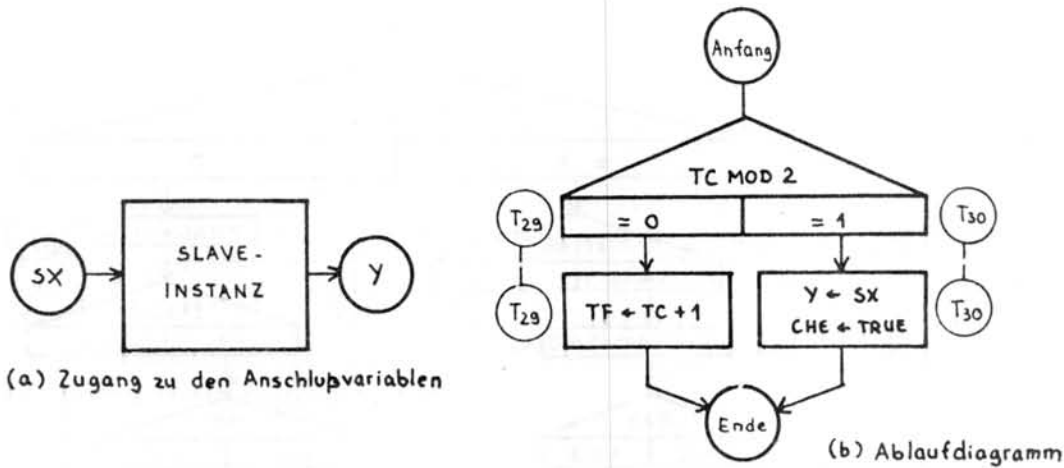 SX
SLAVE-
INSTANZ
Y
(a) Zugang zu den Anschlußvariablen
Anfang
TC MOD 2
T29
= 0
= 1
T30
T29
TF ← TC + 1
Y ← SX
CHE ← TRUE
T30
Ende
(b) Ablaufdiagramm